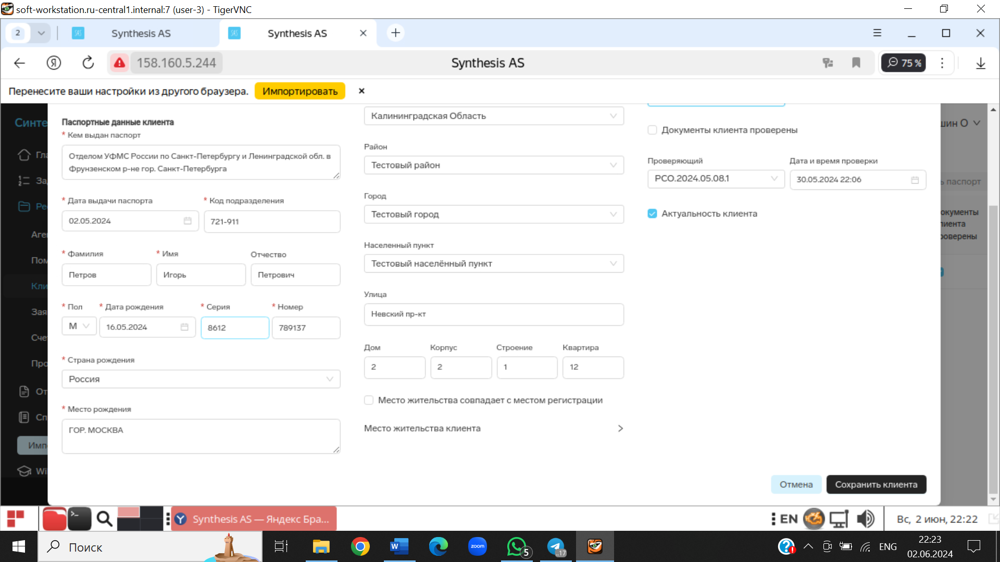 soft-workstation.ru-central1.internal:7 (user-3) - TigerVNC
2
SAS
Synthesis AS
SAS
Synthesis AS
158.160.5.244
Synthesis AS
75 %
Перенесите ваши настройки из другого браузера.
Импортировать
Синте
Гла
За
Ре
Аге
Пом
Кли
Зая
Сче
Про
От
Сп
Имп
Wi
Паспортные данные клиента
* Кем выдан паспорт
Отделом УФМС России по Санкт-Петербургу и Ленинградской обл. в
Фрунзенском р-не гор. Санкт-Петербурга
* Дата выдачи паспорта
* Код подразделения
02.05.2024
721-911
* Фамилия
* Имя
Отчество
Петров
Игорь
Петрович
* Пол
* Дата рождения
* Серия
* Номер
М
16.05.2024
8612
789137
* Страна рождения
Россия
* Место рождения
ГОР. МОСКВА
Калининградская Область
Район
Тестовый район
Город
Тестовый город
Населенный пункт
Тестовый населённый пункт
Улица
Невский пр-кт
Дом
Корпус
Строение
Квартира
2
2
1
12
Место жительства совпадает с местом регистрации
Место жительства клиента
Документы клиента проверены
Проверяющий
Дата и время проверки
РСО.2024.05.08.1
30.05.2024 22:06
Актуальность клиента
шин О
ь паспорт
окументы
лиента
роверены
Отмена
Сохранить клиента
Synthesis AS — Яндекс Бра...
EN
Вс, 2 июн, 22:22
Поиск
W
zoom
5
..17
ENG
22:23
02.06.2024